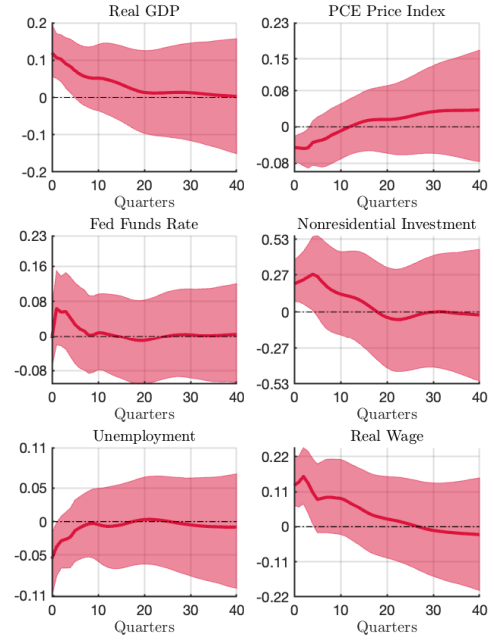 Real GDP
0.2
0.1
0
-0.1
-0.2
0 10 20 30 40
Quarters
PCE Price Index
0.23
0.15
0.08
0
-0.08
0 10 20 30 40
Quarters
Fed Funds Rate
0.23
0.16
0.08
0
-0.08
0 10 20 30 40
Quarters
Nonresidential Investment
0.53
0.27
0
-0.27
-0.53
0 10 20 30 40
Quarters
Unemployment
0.11
0.05
0
-0.05
-0.11
0 10 20 30 40
Quarters
Real Wage
0.22
0.11
0
-0.11
-0.22
0 10 20 30 40
Quarters